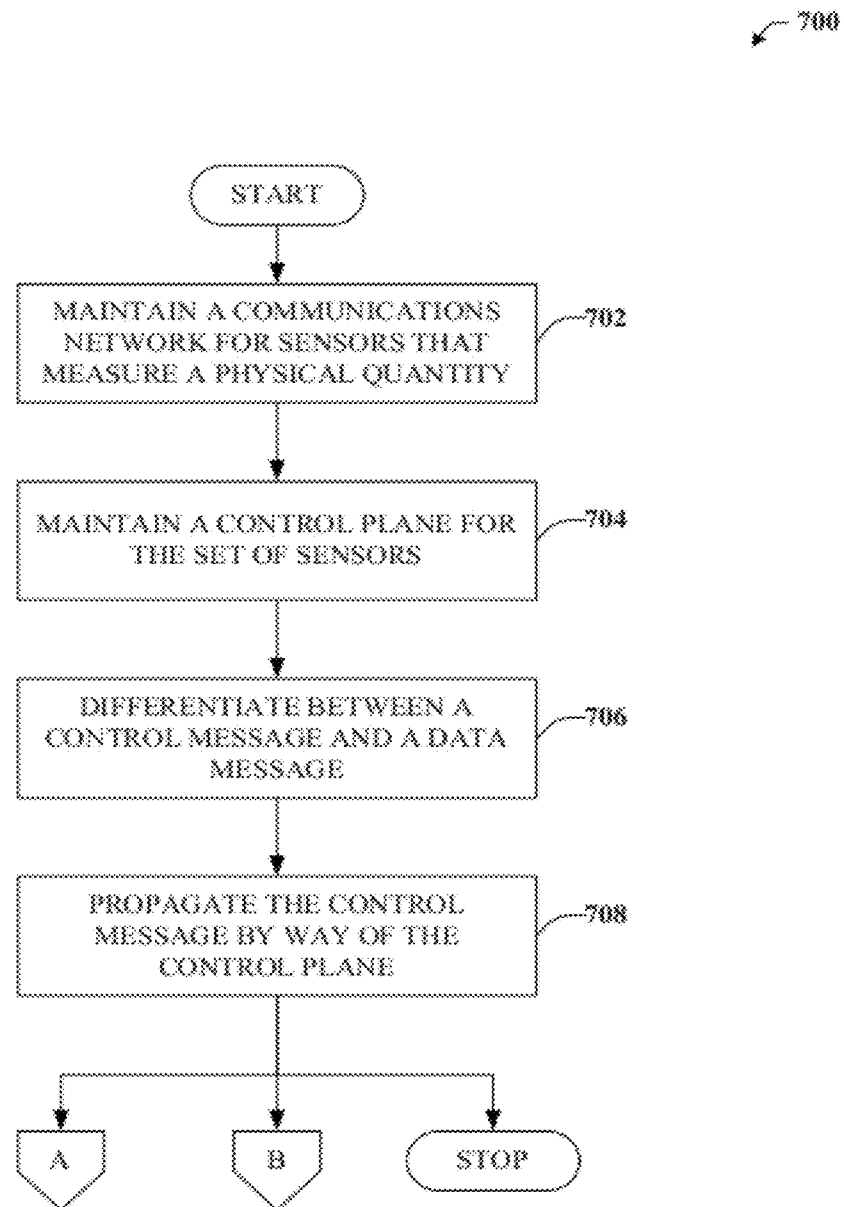 700
START
MAINTAIN A COMMUNICATIONS
NETWORK FOR SENSORS THAT
MEASURE A PHYSICAL QUANTITY
702
MAINTAIN A CONTROL PLANE FOR
THE SET OF SENSORS
704
DIFFERENTIATE BETWEEN A
CONTROL MESSAGE AND A DATA
MESSAGE
706
PROPAGATE THE CONTROL
MESSAGE BY WAY OF THE
CONTROL PLANE
708
A
B
STOP